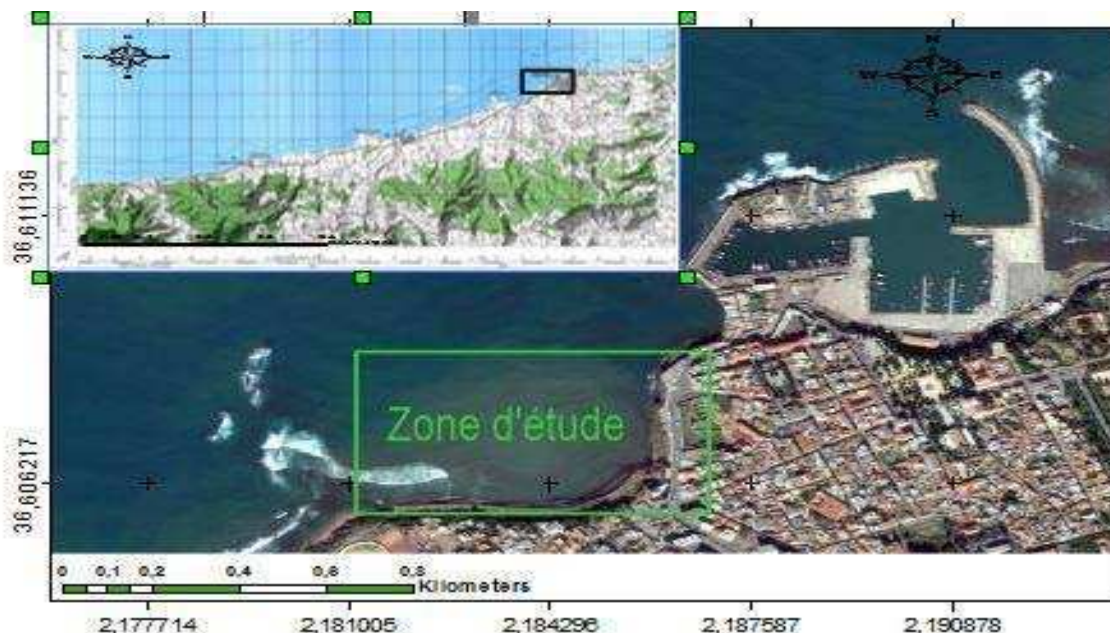 N
W
E
S
36,611136
Zone d'étude
36,606217
0 0,1 0,2 0,4 0,6 0,8
Kilometers
2,177714 2,181005 2,184296 2,187587 2,190878